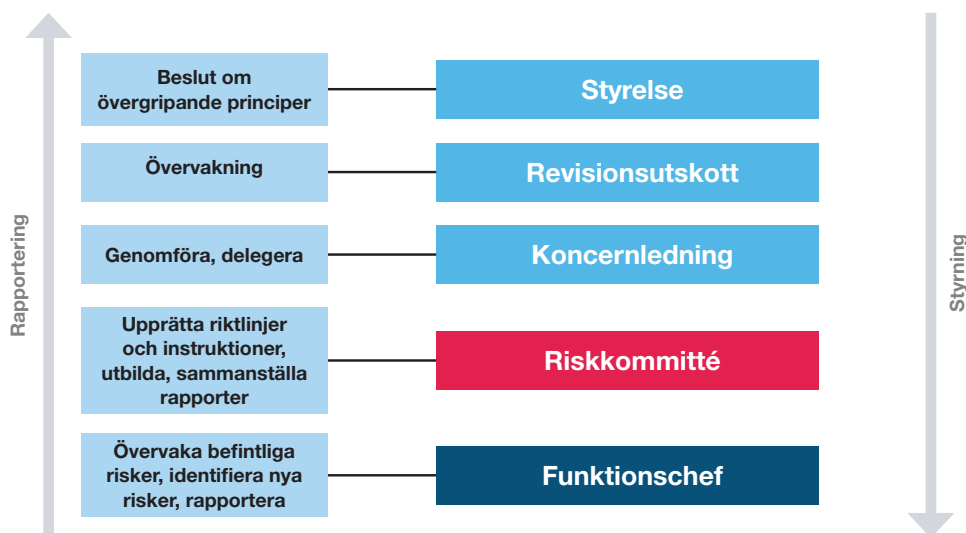 Beslut om
övergripande principer
Styrelse
Övervakning
Revisionsutskott
Genomföra, delegera
Koncernledning
Upprätta riktlinjer
och instruktioner,
utbilda, sammanställa
rapporter
Riskkommitté
Övervaka befintliga
risker, identifiera nya
risker, rapportera
Funktionschef
Rapportering
Styrning